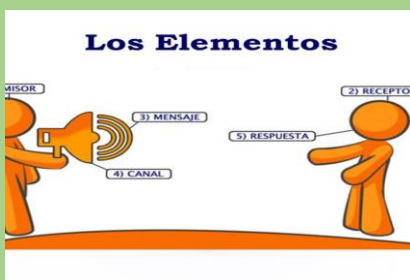 Los Elementos
MISOR
2) RECEPTO
3) MENSAJE
5) RESPUESTA
4) CANAL